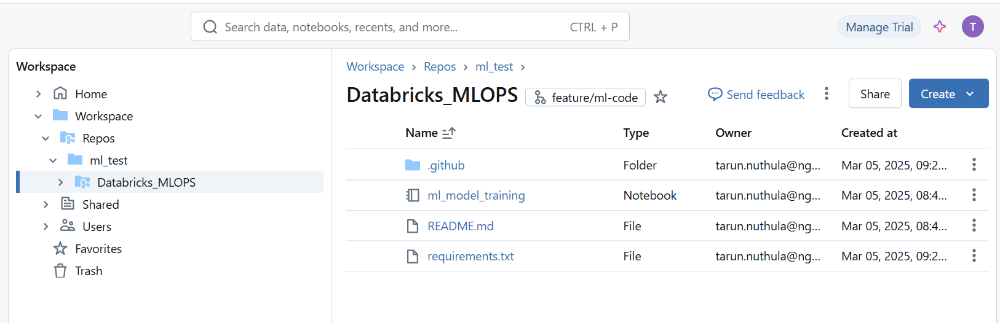 Search data, notebooks, recents, and more... CTRL + P
Manage Trial
T
Workspace
Home
Workspace
Repos
ml_test
Databricks_MLOPS
Shared
Users
Favorites
Trash
Workspace > Repos > ml_test >
Databricks_MLOPS feature/ml-code
Send feedback
Share
Create
Name Type Owner Created at
.github Folder tarun.nuthula@ng... Mar 05, 2025, 09:2...
ml_model_training Notebook tarun.nuthula@ng... Mar 05, 2025, 08:4...
README.md File tarun.nuthula@ng... Mar 05, 2025, 08:4...
requirements.txt File tarun.nuthula@ng... Mar 05, 2025, 09:2...